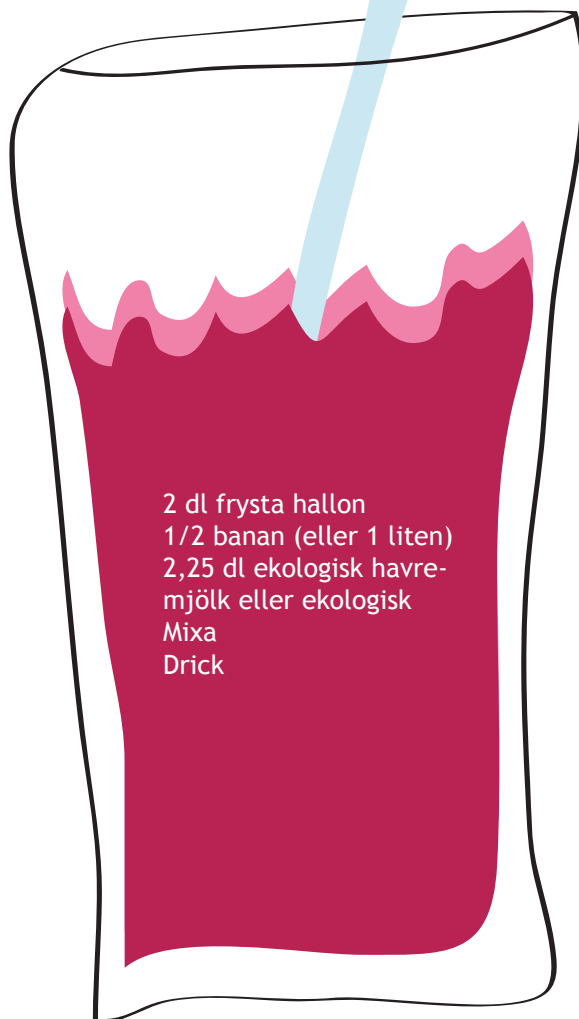 2 dl frysta hallon
1/2 banan (eller 1 liten)
2,25 dl ekologisk havre-
mjölk eller ekologisk
Mixa
Drick